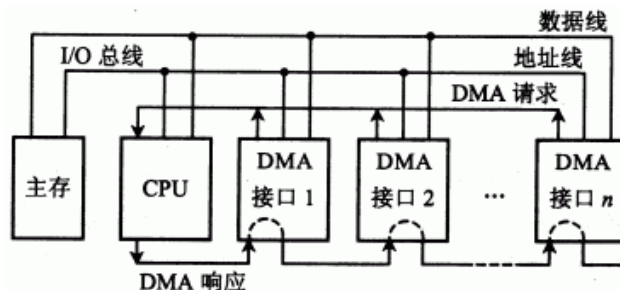 数据线
I/O 总线
地址线
DMA 请求
主存
CPU
DMA
接口 1
DMA
接口 2
…
DMA
接口 n
DMA 响应